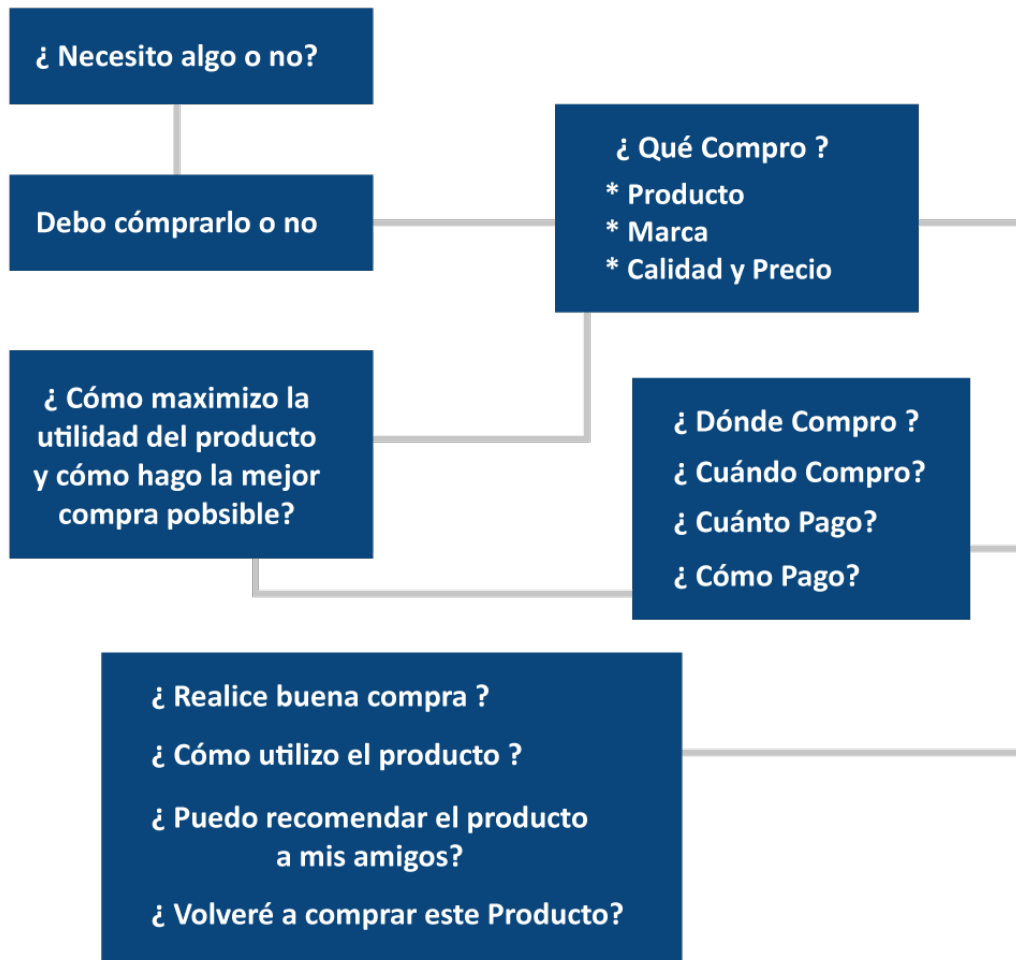 ¿ Necesito algo o no?
Debo cómprarlo o no
¿ Qué Compro ?
* Producto
* Marca
* Calidad y Precio
¿ Cómo maximizo la
utilidad del producto
y cómo hago la mejor
compra pobsible?
¿ Dónde Compro ?
¿ Cuándo Compro?
¿ Cuánto Pago?
¿ Cómo Pago?
¿ Realice buena compra ?
¿ Cómo utilizo el producto ?
¿ Puedo recomendar el producto
a mis amigos?
¿ Volveré a comprar este Producto?